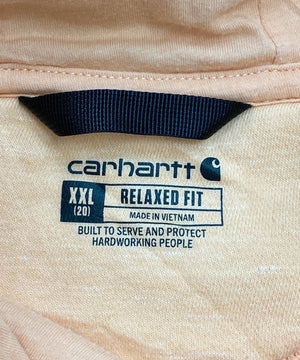 carhartt
XXL
(20)
RELAXED FIT
MADE IN VIETNAM
BUILT TO SERVE AND PROTECT
HARDWORKING PEOPLE